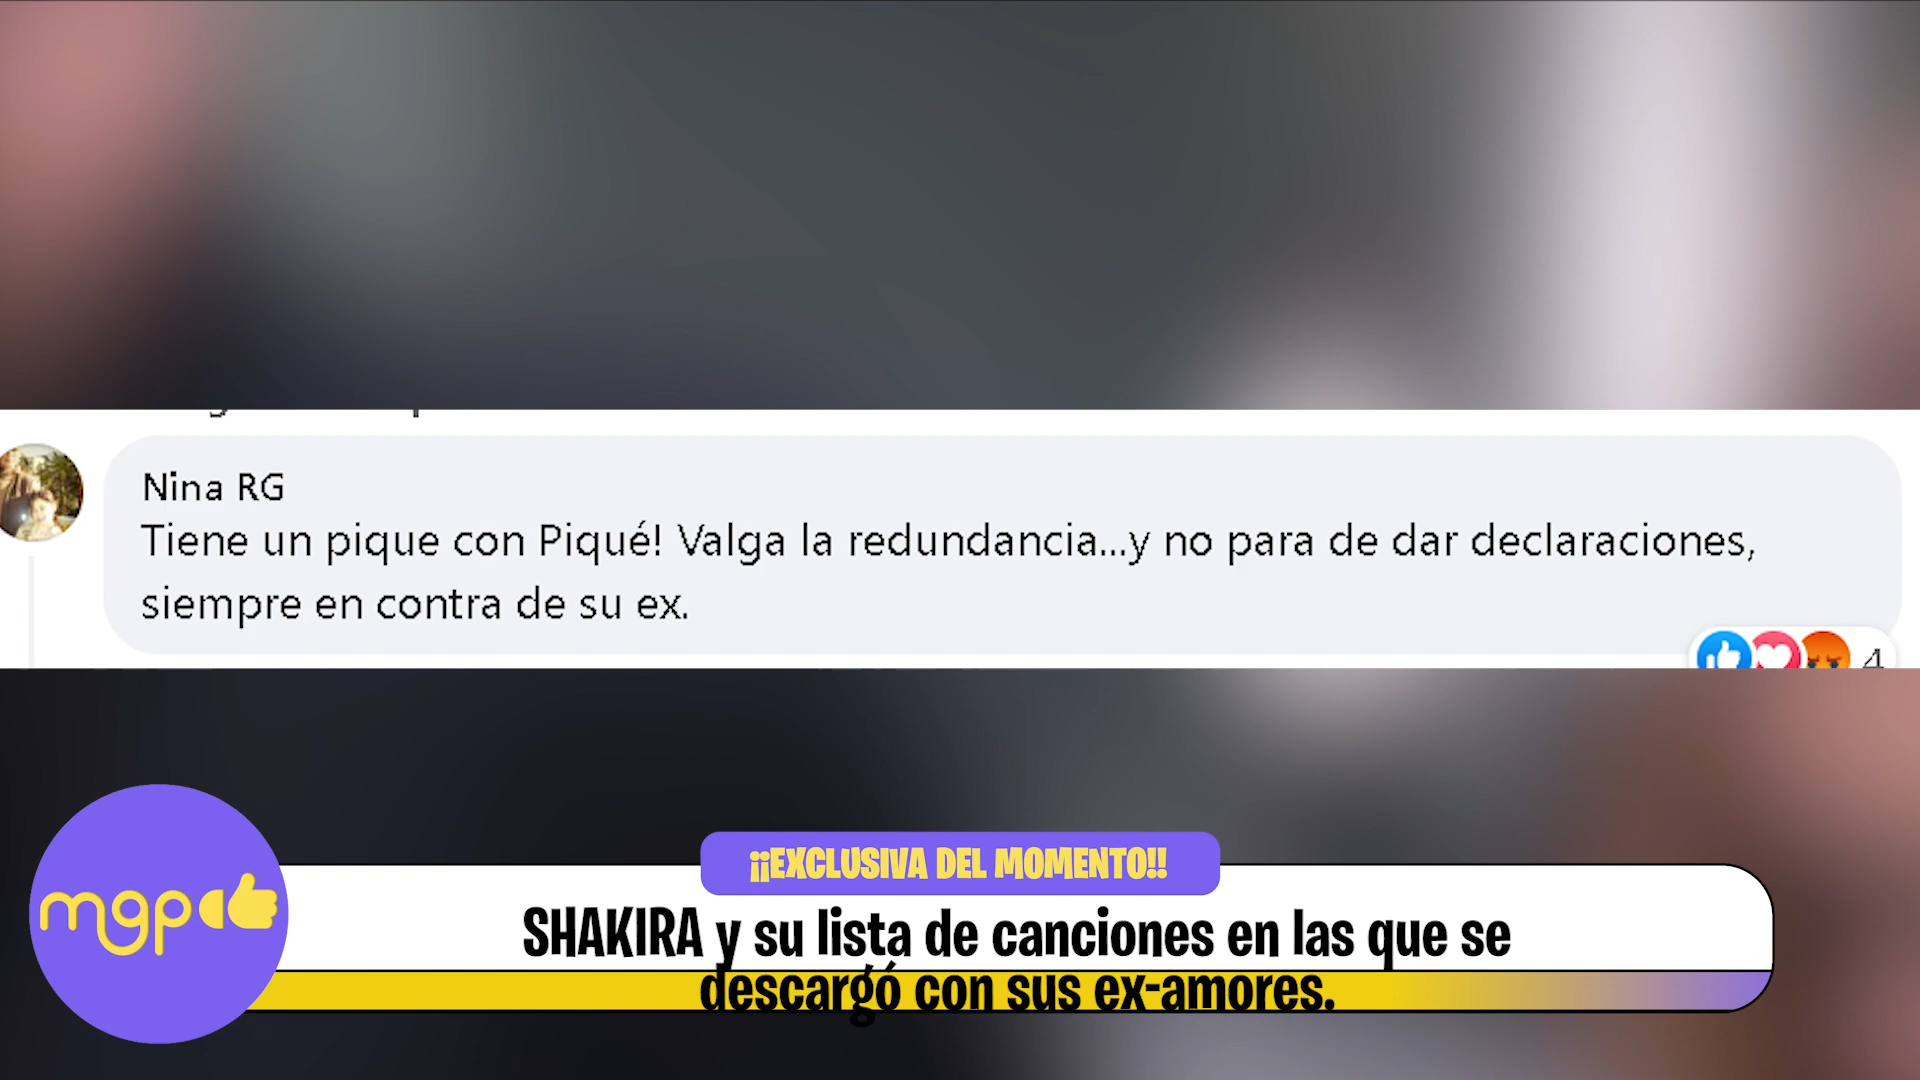 Nina RG
Tiene un pique con Piqué! Valga la redundancia...y no para de dar declaraciones,
siempre en contra de su ex.
4
¡¡EXCLUSIVA DEL MOMENTO!!
mgp
SHAKIRA y su lista de canciones en las que se
descargó con sus ex-amores.